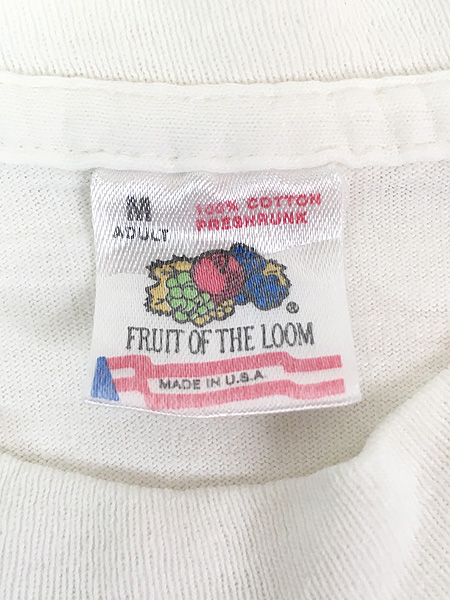 M
ADULT
100% COTTON
PRESHRUNK
®
FRUIT OF THE LOOM
MADE IN U.S.A